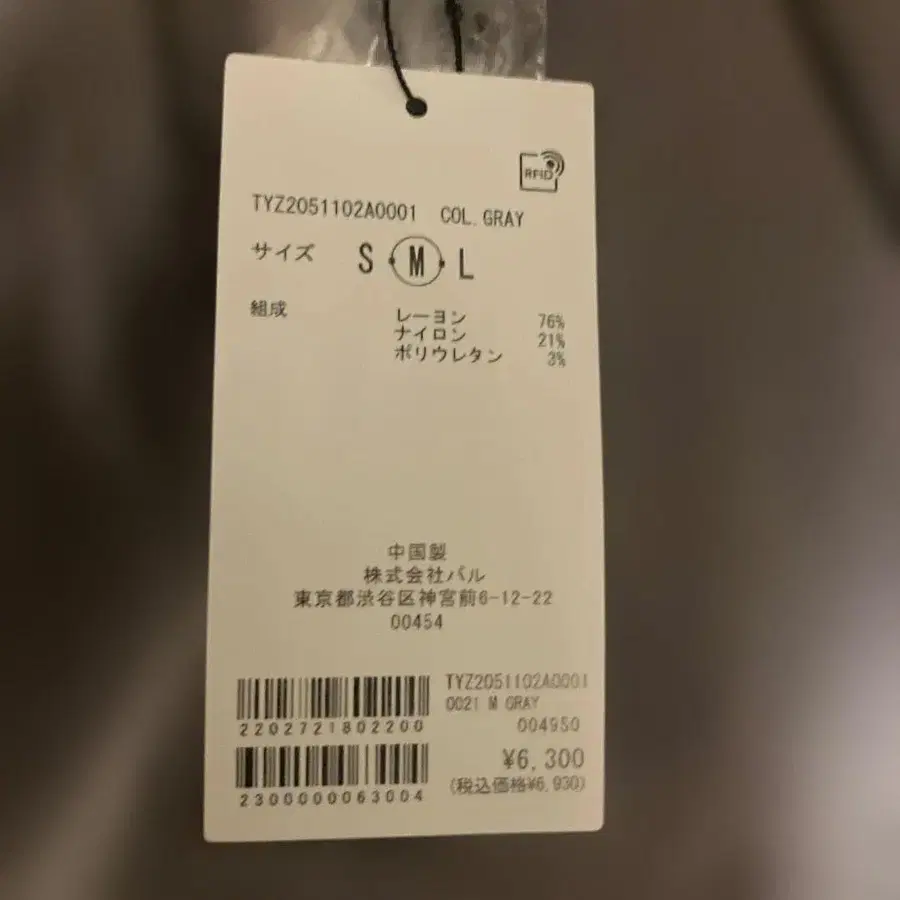 RFID
TYZ2051102A0001 COL.GRAY
サイズ S M L
組成 レーヨン 76%
ナイロン 21%
ポリウレタン 3%
中国製
株式会社バル
東京都渋谷区神宮前6-12-22
00454
TYZ2051102A0001
0021 M GRAY
2202721802200
004950
¥6,300
(税込価格¥6,930)
2300000063004